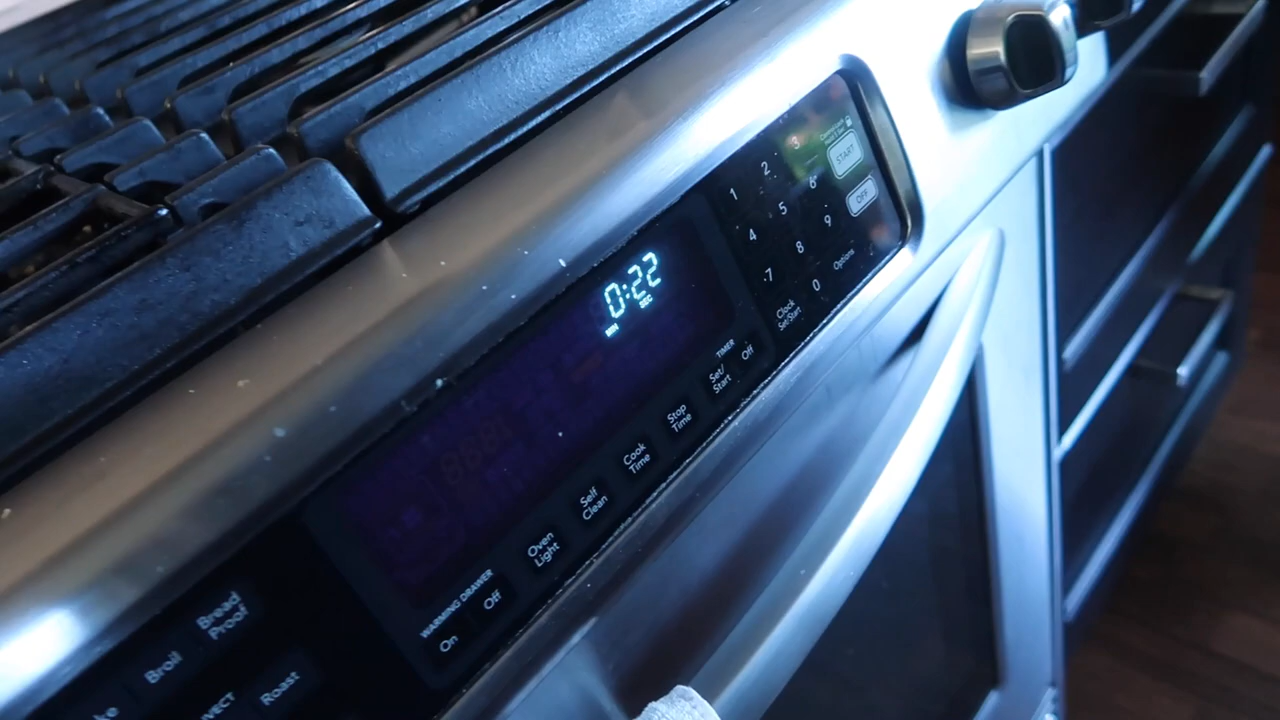 0:22
MIN SEC
1 2 3
4 5 6
7 8 9
0
START
OFF
Options
Clock
Set/Start
TIMER
Set/
Start
Off
Stop
Time
Cook
Time
Self
Clean
Oven
Light
WARMING DRAWER
On
Off
Bread
Proof
Broil
Roast